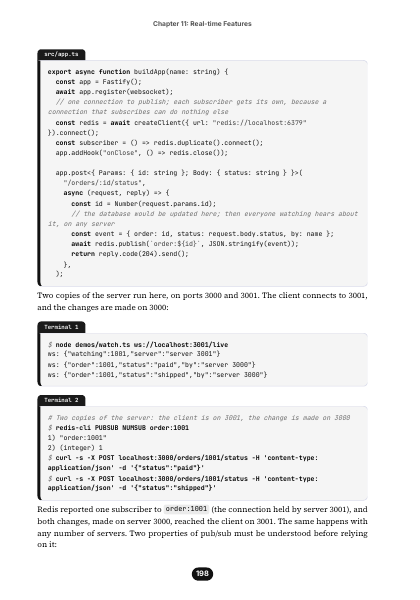 Chapter 11: Real-time Features
src/app.ts
export async function buildApp(name: string) {
  const app = Fastify();
  await app.register(websocket);
  // one connection to publish; each subscriber gets its own, because a
connection that subscribes can do nothing else
  const redis = await createClient({ url: "redis://localhost:6379"
}).connect();
  const subscriber = () => redis.duplicate().connect();
  app.addHook("onClose", () => redis.close());

  app.post<{ Params: { id: string }; Body: { status: string } }>(
    "/orders/:id/status",
    async (request, reply) => {
      const id = Number(request.params.id);
      // the database would be updated here; then everyone watching hears about
it, on any server
      const event = { order: id, status: request.body.status, by: name };
      await redis.publish(`order:${id}`, JSON.stringify(event));
      return reply.code(204).send();
    },
  );
Two copies of the server run here, on ports 3000 and 3001. The client connects to 3001,
and the changes are made on 3000:
Terminal 1
$ node demos/watch.ts ws://localhost:3001/live
ws: {"watching":1001,"server":"server 3001"}
ws: {"order":1001,"status":"paid","by":"server 3000"}
ws: {"order":1001,"status":"shipped","by":"server 3000"}
Terminal 2
# Two copies of the server: the client is on 3001, the change is made on 3000
$ redis-cli PUBSUB NUMSUB order:1001
1) "order:1001"
2) (integer) 1
$ curl -s -X POST localhost:3000/orders/1001/status -H 'content-type:
application/json' -d '{"status":"paid"}'
$ curl -s -X POST localhost:3000/orders/1001/status -H 'content-type:
application/json' -d '{"status":"shipped"}'
Redis reported one subscriber to order:1001 (the connection held by server 3001), and
both changes, made on server 3000, reached the client on 3001. The same happens with
any number of servers. Two properties of pub/sub must be understood before relying
on it:
198